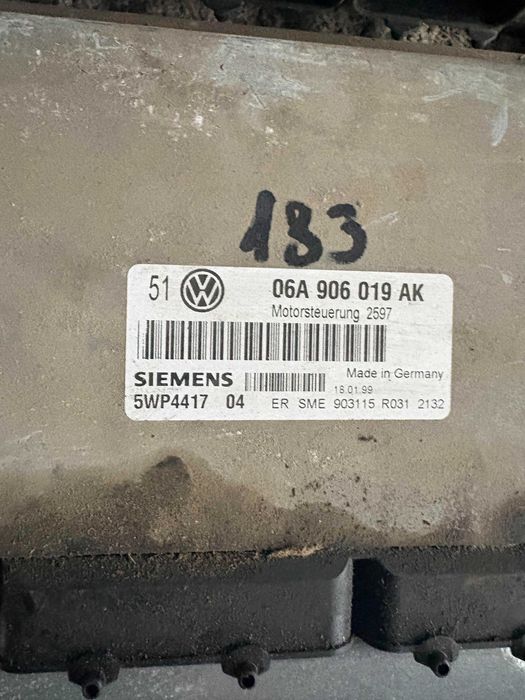 183
51 VW 06A 906 019 AK
Motorsteuerung 2597
SIEMENS Made in Germany
18.01.99
5WP4417 04 ER SME 903115 R031 2132